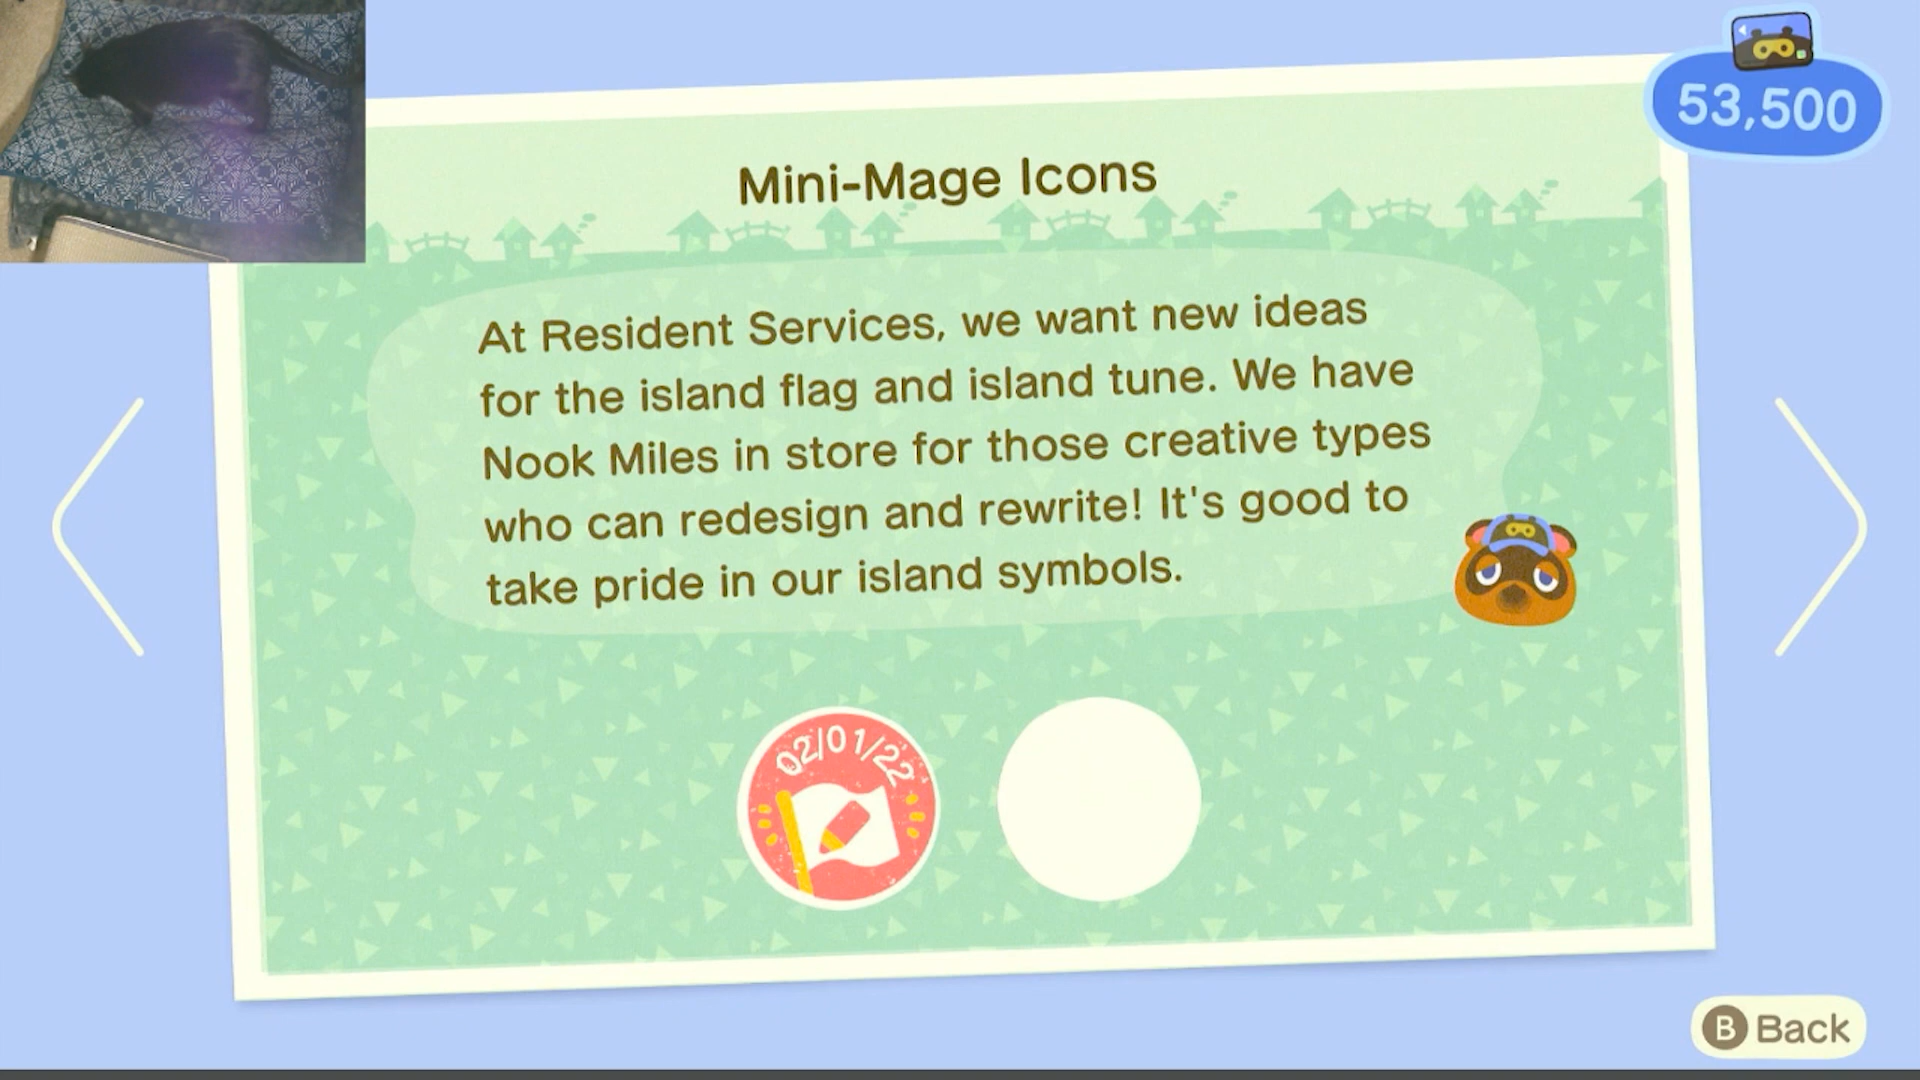 53,500
Mini-Mage Icons
At Resident Services, we want new ideas
for the island flag and island tune. We have
Nook Miles in store for those creative types
who can redesign and rewrite! It's good to
take pride in our island symbols.
02/01/22
B Back